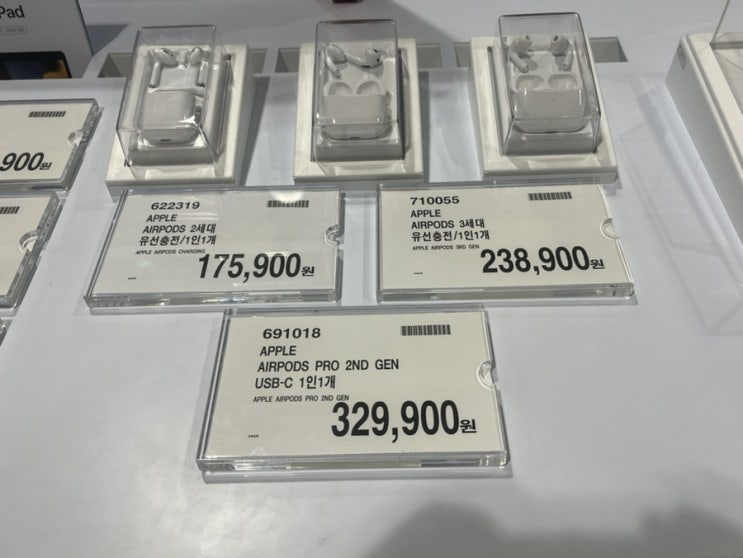 Pad
900원
622319
APPLE
AIRPODS 2세대
유선충전/1인1개
APPLE AIRPODS CHARGING
175,900원
710055
APPLE
AIRPODS 3세대
유선충전/1인1개
APPLE AIRPODS 3RD GEN
238,900원
691018
APPLE
AIRPODS PRO 2ND GEN
USB-C 1인1개
APPLE AIRPODS PRO 2ND GEN
329,900원